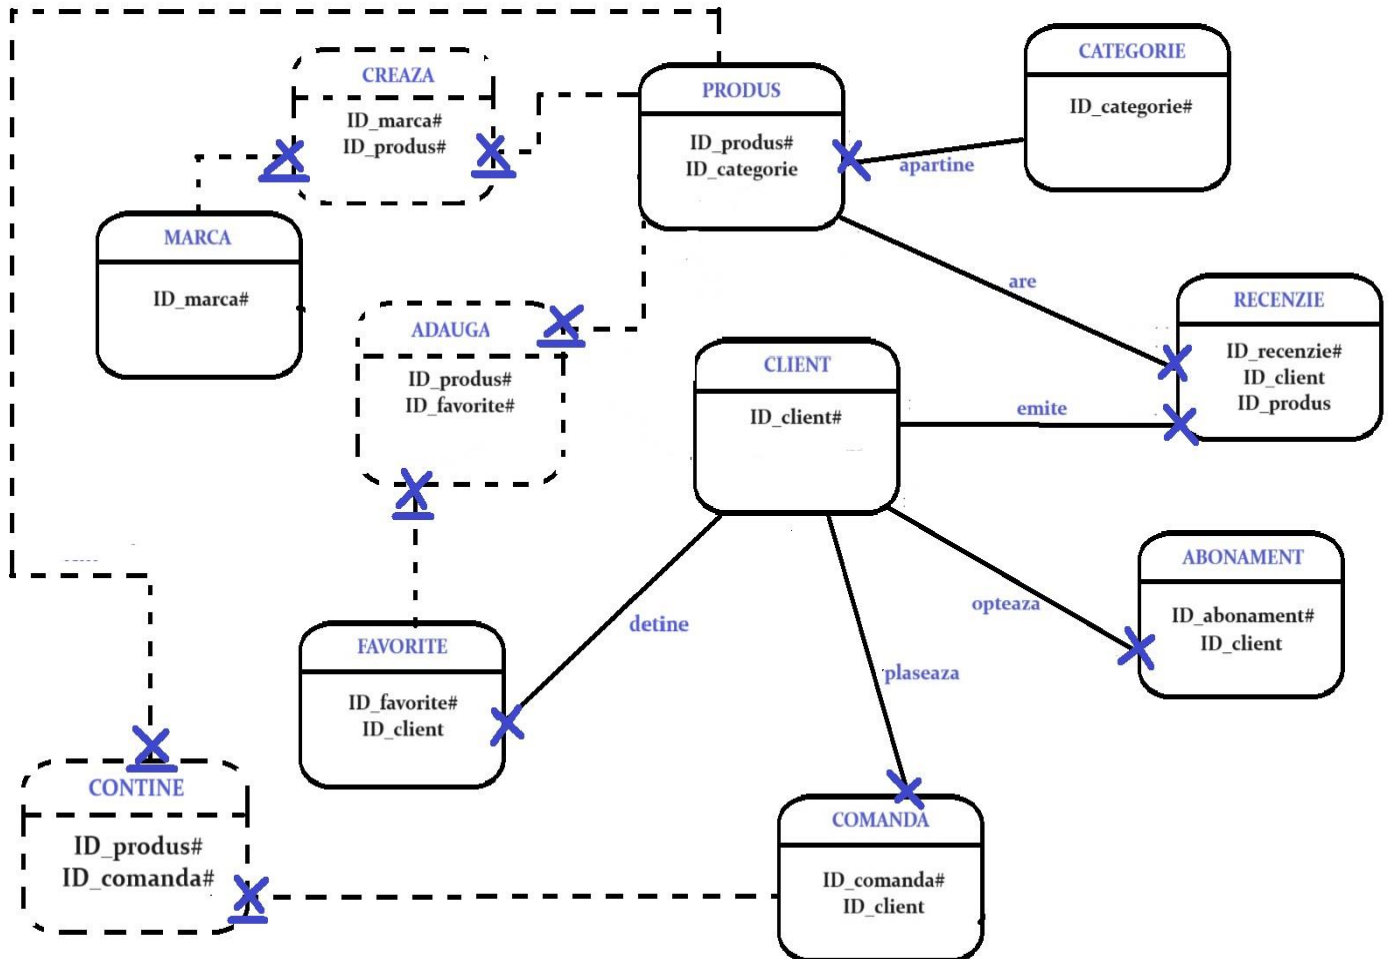 CREAZA
ID_marca#
ID_produs#
PRODUS
ID_produs#
ID_categorie
CATEGORIE
ID_categorie#
apartine
MARCA
ID_marca#
ADAUGA
ID_produs#
ID_favorite#
are
RECENZIE
ID_recenzie#
ID_client
ID_produs
CLIENT
ID_client#
emite
ABONAMENT
ID_abonament#
ID_client
opteaza
detine
plaseaza
FAVORITE
ID_favorite#
ID_client
CONTINE
ID_produs#
ID_comanda#
COMANDA
ID_comanda#
ID_client